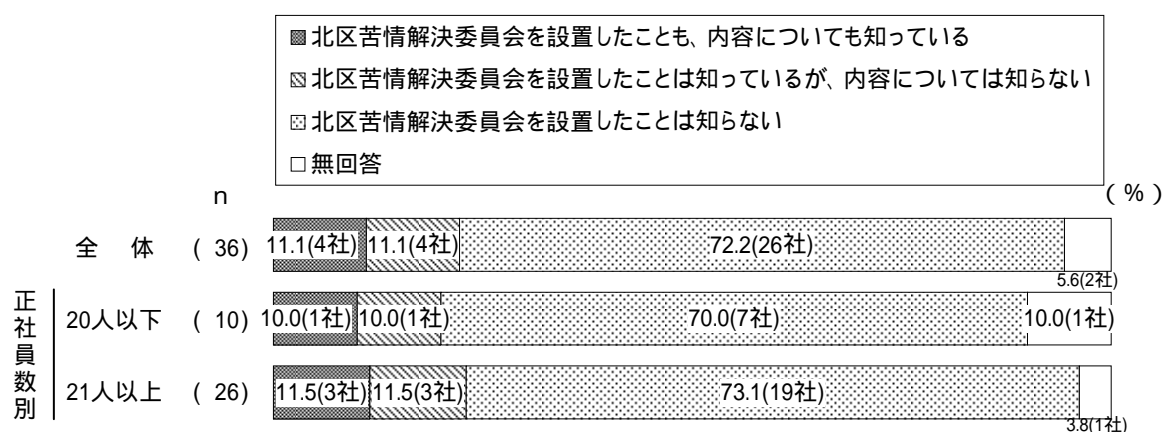 北区苦情解決委員会を設置したことも、内容についても知っている
北区苦情解決委員会を設置したことは知っているが、内容については知らない
北区苦情解決委員会を設置したことは知らない
無回答
n
(%)
全 体 ( 36) 11.1(4社) 11.1(4社) 72.2(26社) 5.6(2社)
正社員数別
20人以下 ( 10) 10.0(1社) 10.0(1社) 70.0(7社) 10.0(1社)
21人以上 ( 26) 11.5(3社) 11.5(3社) 73.1(19社) 3.8(1社)